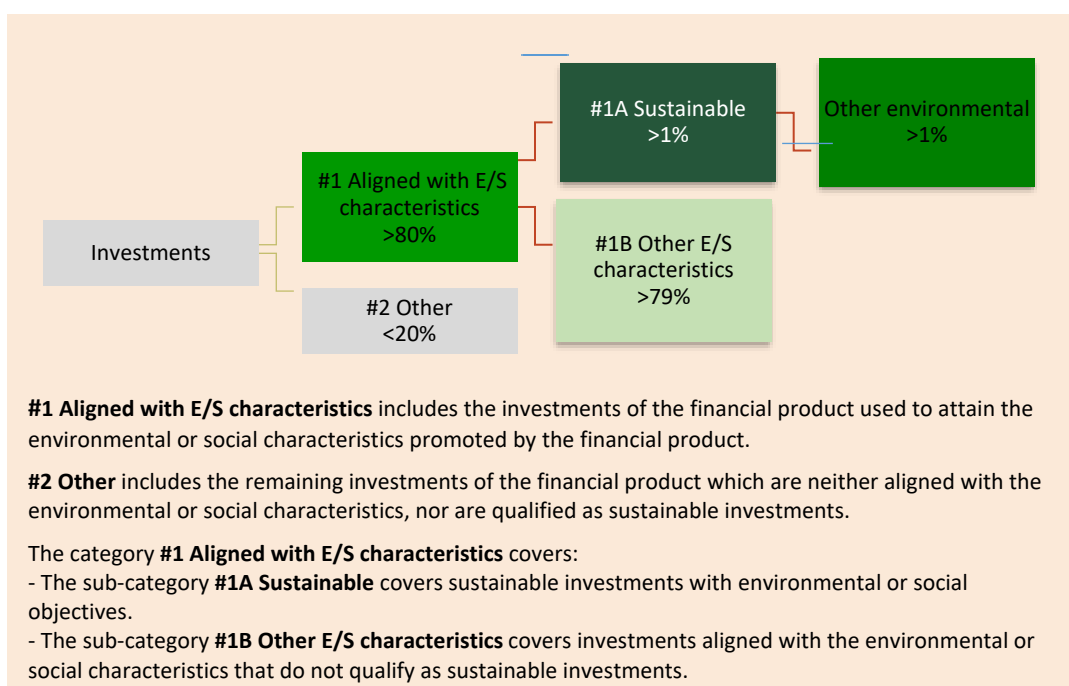 #1A Sustainable
>1%
Other environmental
>1%
#1 Aligned with E/S
characteristics
>80%
Investments
#1B Other E/S
characteristics
>79%
#2 Other
<20%
#1 Aligned with E/S characteristics includes the investments of the financial product used to attain the
environmental or social characteristics promoted by the financial product.
#2 Other includes the remaining investments of the financial product which are neither aligned with the
environmental or social characteristics, nor are qualified as sustainable investments.
The category #1 Aligned with E/S characteristics covers:
- The sub-category #1A Sustainable covers sustainable investments with environmental or social
objectives.
- The sub-category #1B Other E/S characteristics covers investments aligned with the environmental or
social characteristics that do not qualify as sustainable investments.